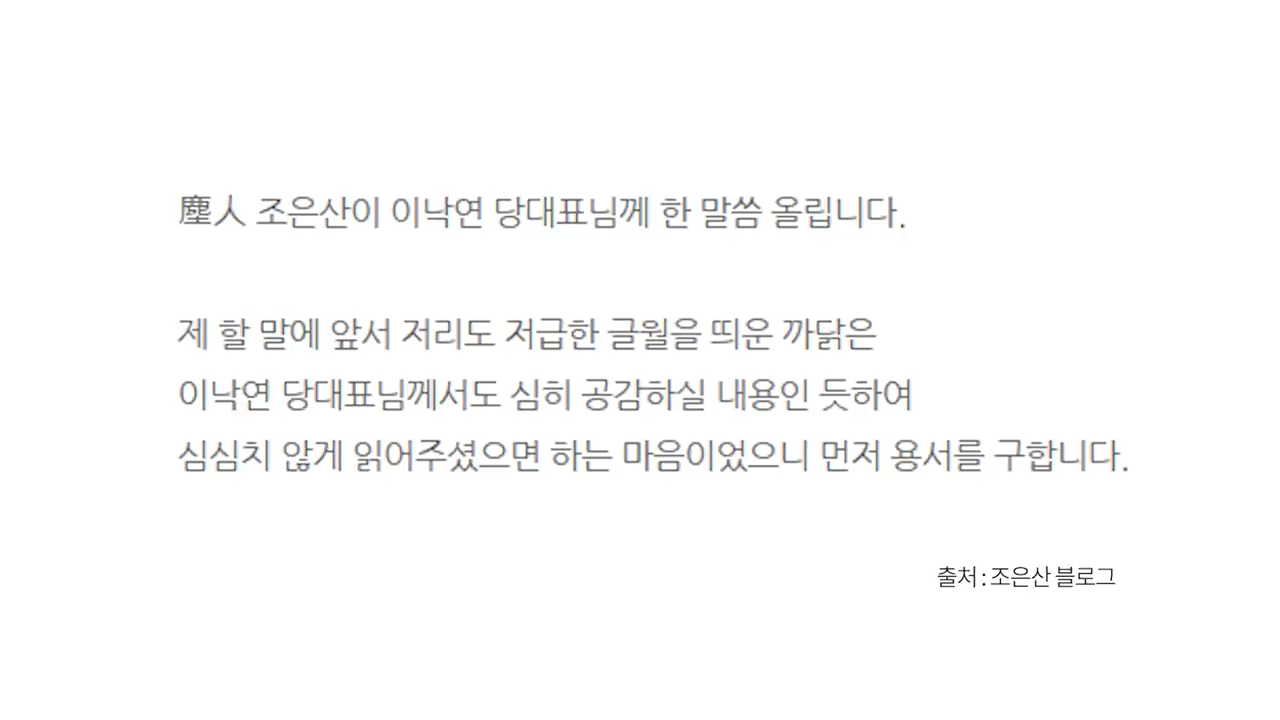 塵人 조은산이 이낙연 당대표님께 한 말씀 올립니다.
제 할 말에 앞서 저리도 저급한 글월을 띄운 까닭은
이낙연 당대표님께서도 심히 공감하실 내용인 듯하여
심심치 않게 읽어주셨으면 하는 마음이었으니 먼저 용서를 구합니다.
출처 : 조은산 블로그